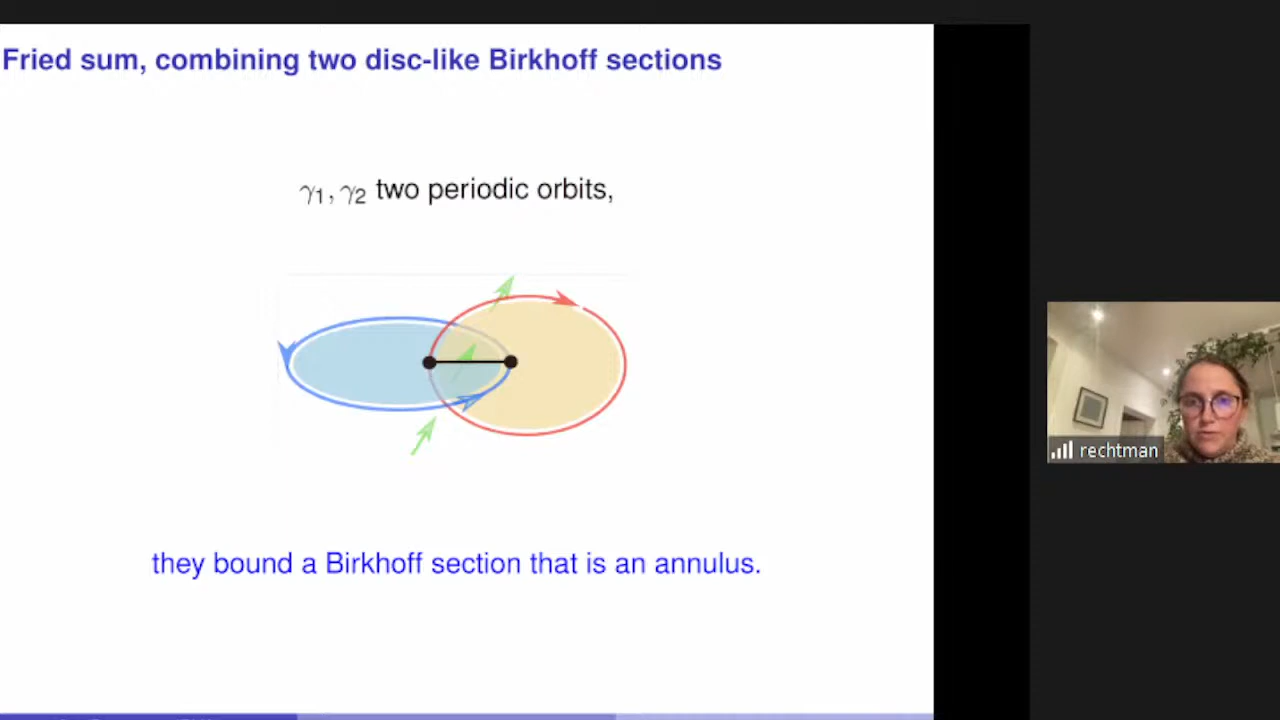 Fried sum, combining two disc-like Birkhoff sections
γ₁, γ₂ two periodic orbits,
they bound a Birkhoff section that is an annulus.
rechtman